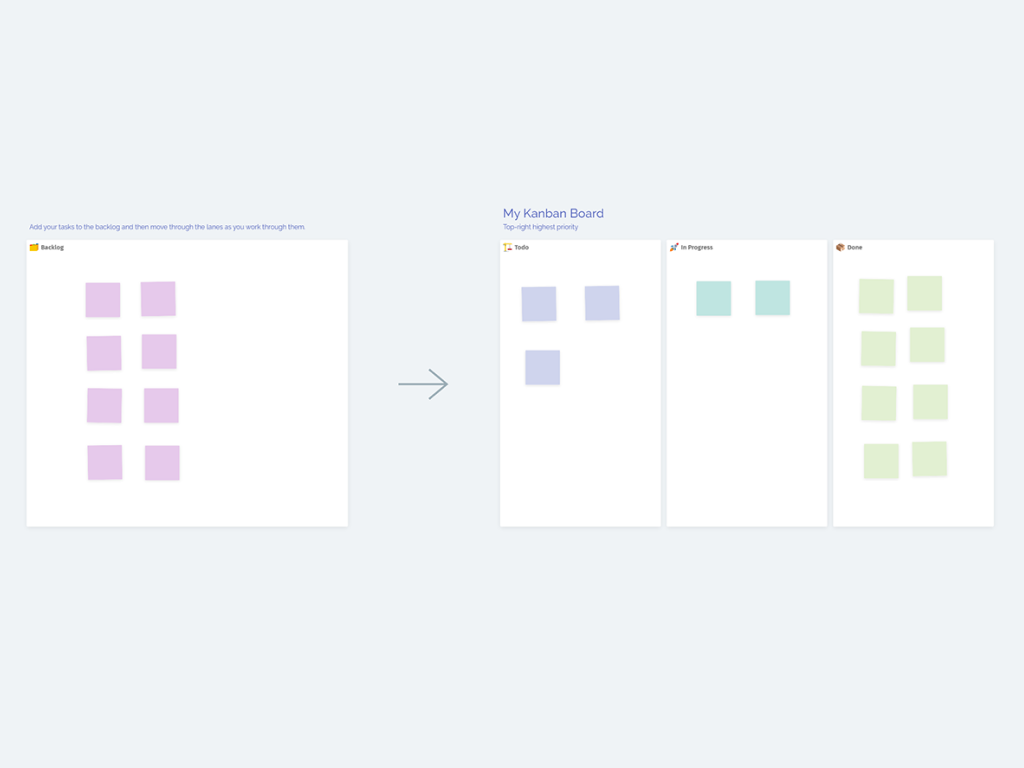 My Kanban Board
Add your tasks to the backlog and then move through the lanes as you work through them.
Top-right highest priority
Backlog
Todo
In Progress
Done